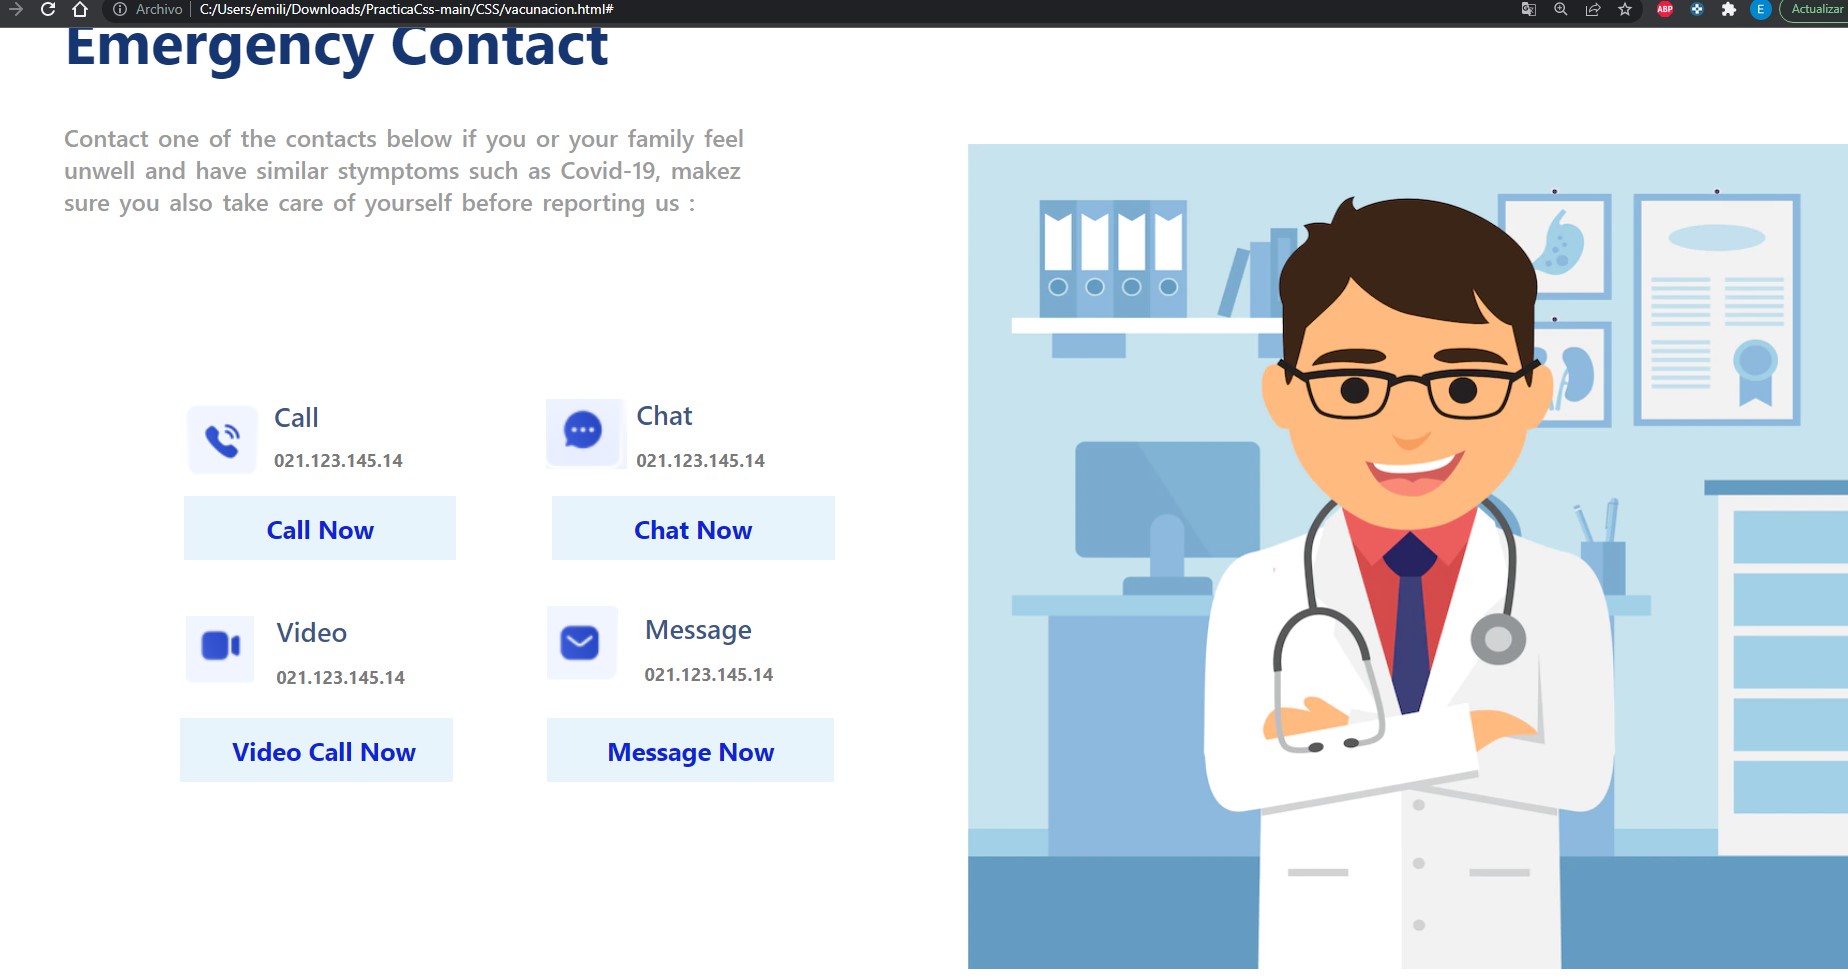 Archivo C:/Users/emili/Downloads/PracticaCss-main/CSS/vacunacion.html# ABP E Actualizar
Emergency Contact
Contact one of the contacts below if you or your family feel
unwell and have similar stymptoms such as Covid-19, makez
sure you also take care of yourself before reporting us :
Call
021.123.145.14
Call Now
Chat
021.123.145.14
Chat Now
Video
021.123.145.14
Video Call Now
Message
021.123.145.14
Message Now